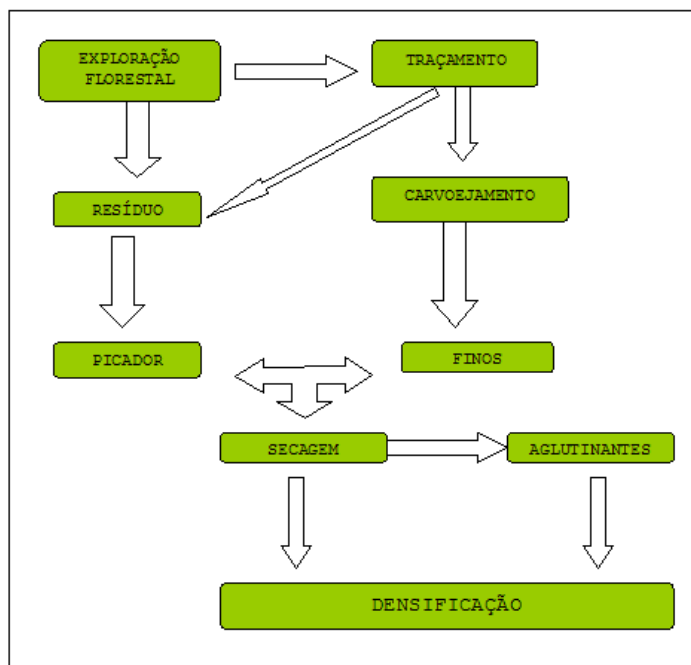 EXPLORAÇÃO
FLORESTAL
TRAÇAMENTO
RESÍDUO
CARVOEJAMENTO
PICADOR
FINOS
SECAGEM
AGLUTINANTES
DENSIFICAÇÃO